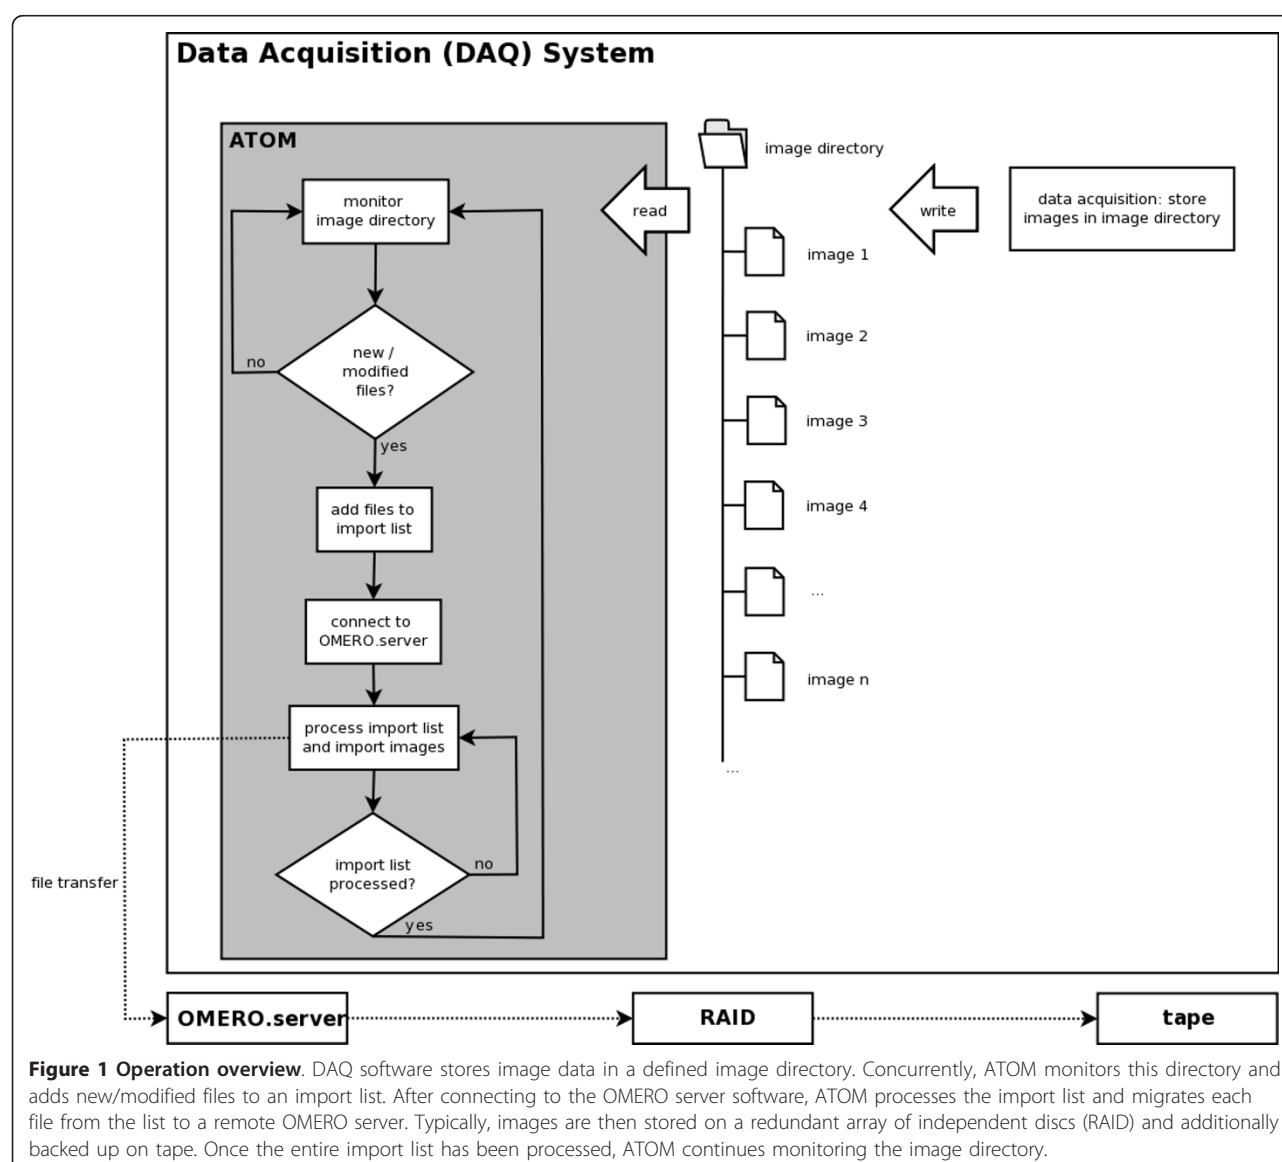 Data Acquisition (DAQ) System
ATOM
monitor
image directory
new /
modified
files?
no
yes
add files to
import list
connect to
OMERO.server
process import list
and import images
import list
processed?
no
yes
file transfer
read
image directory
image 1
image 2
image 3
image 4
...
image n
...
write
data acquisition: store
images in image directory
OMERO.server
RAID
tape
Figure 1 Operation overview. DAQ software stores image data in a defined image directory. Concurrently, ATOM monitors this directory and
adds new/modified files to an import list. After connecting to the OMERO server software, ATOM processes the import list and migrates each
file from the list to a remote OMERO server. Typically, images are then stored on a redundant array of independent discs (RAID) and additionally
backed up on tape. Once the entire import list has been processed, ATOM continues monitoring the image directory.